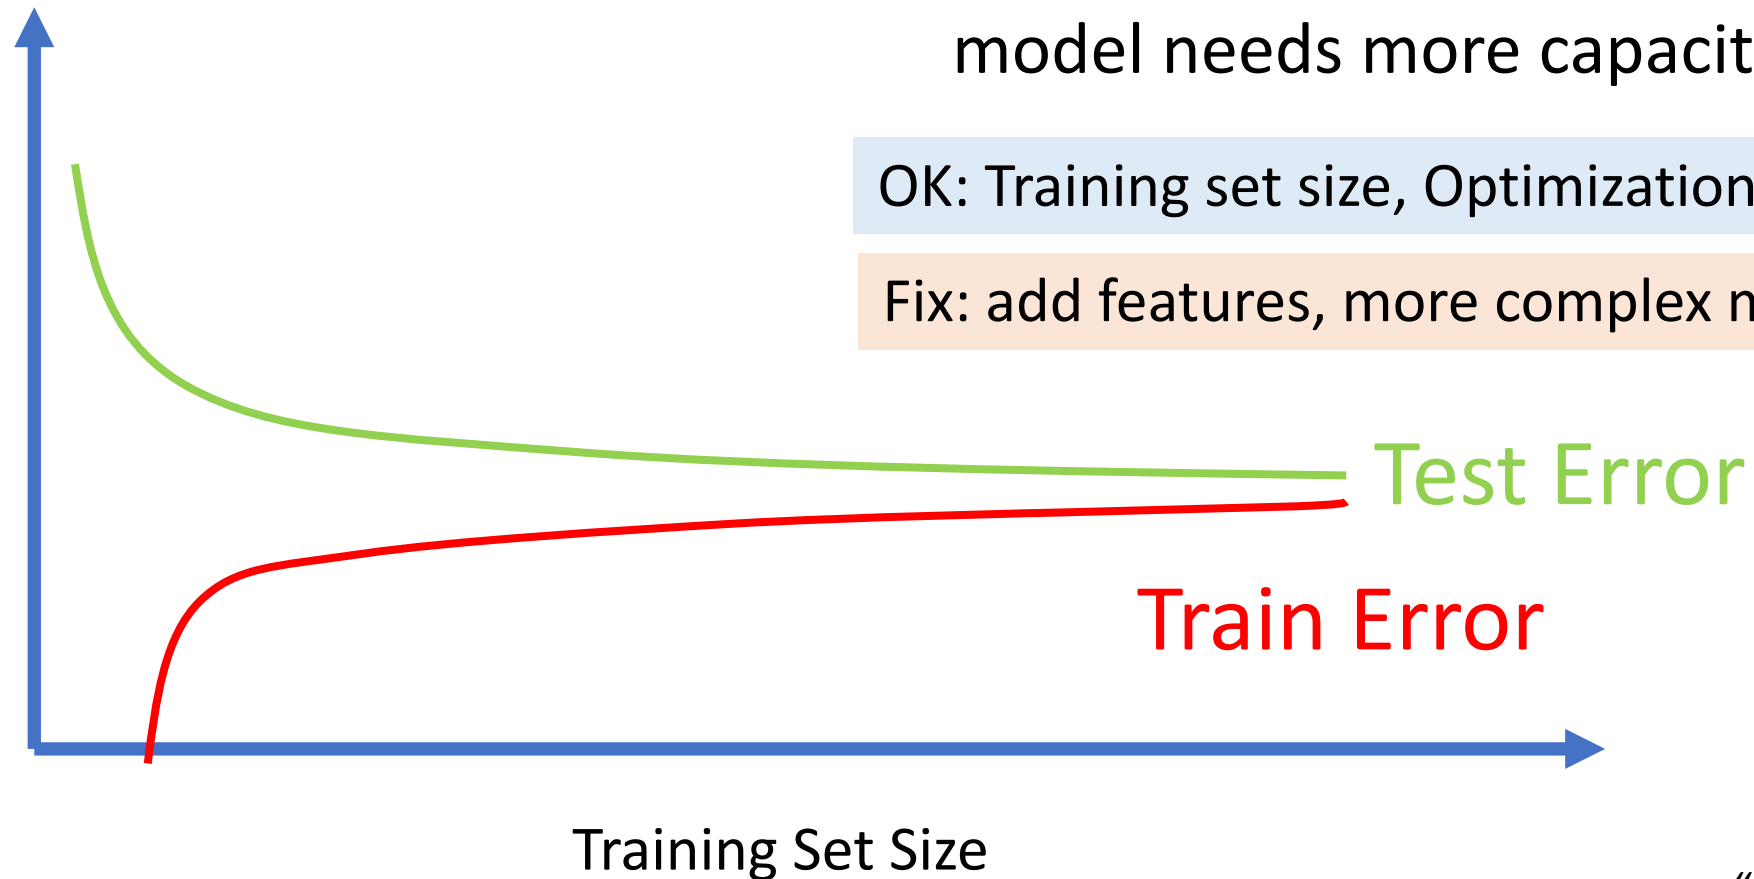 model needs more capacit
OK: Training set size, Optimization
Fix: add features, more complex
Test Error
Train Error
Training Set Size
“